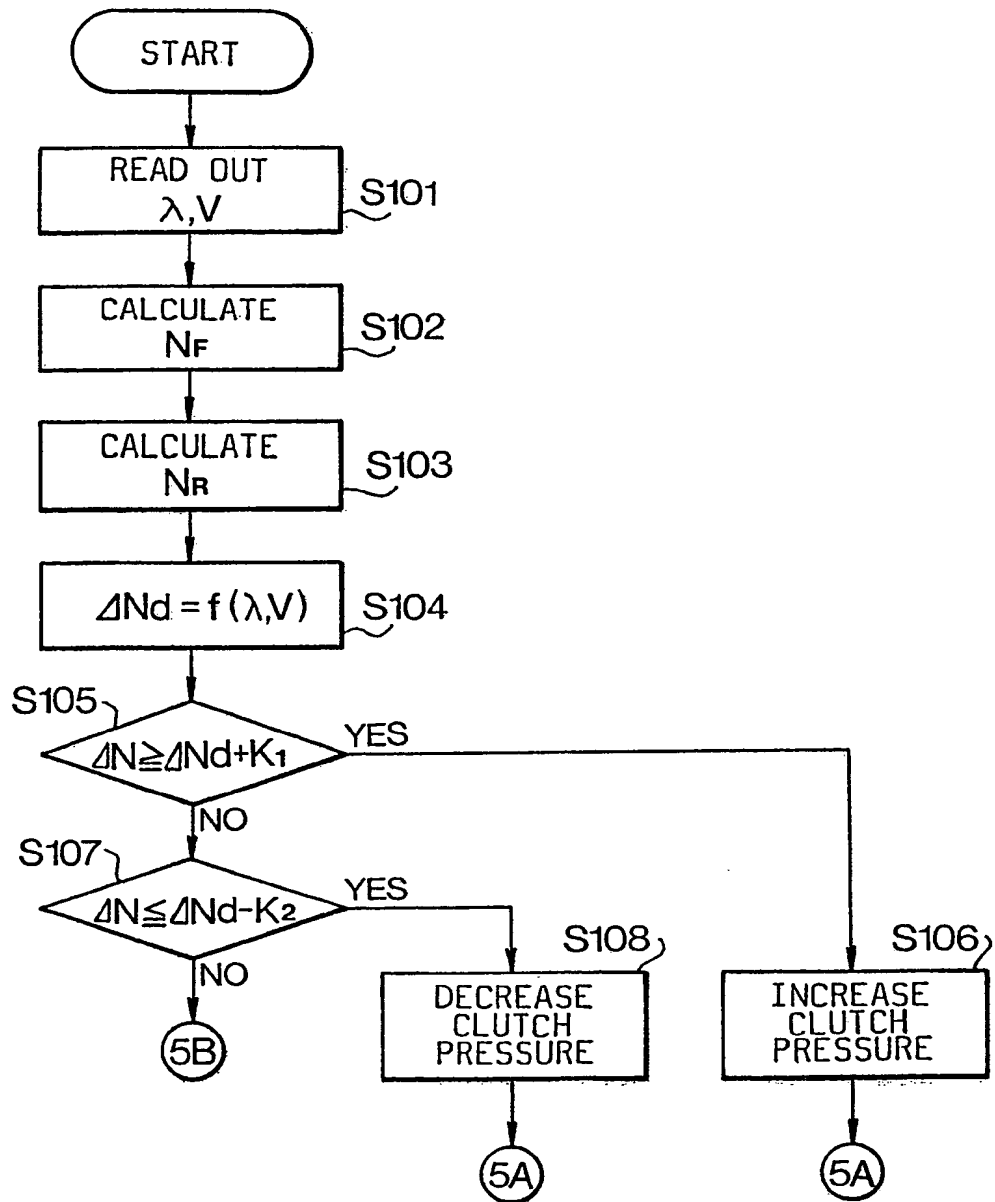 START
READ OUT
λ,V
S101
CALCULATE
NF
S102
CALCULATE
NR
S103
ΔNd=f(λ,V)
S104
S105
ΔN≧ΔNd+K1
YES
NO
S107
ΔN≦ΔNd-K2
YES
NO
S108
DECREASE
CLUTCH
PRESSURE
S106
INCREASE
CLUTCH
PRESSURE
5B
5A
5A